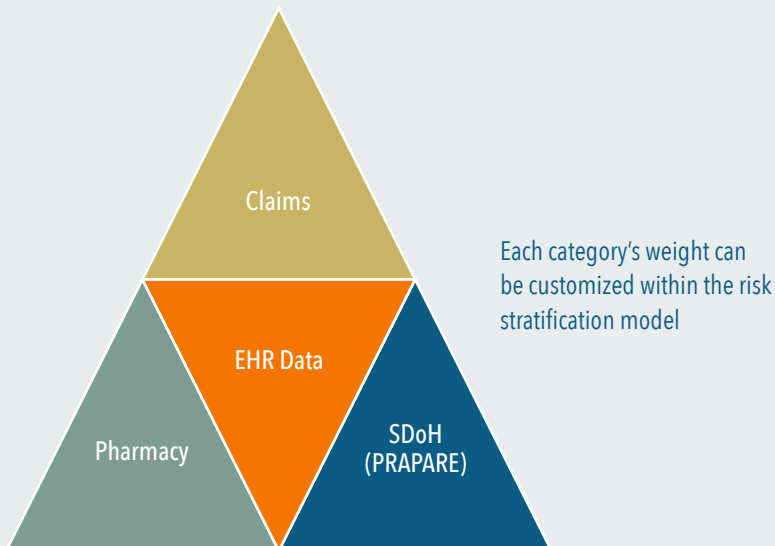 Claims
Each category’s weight can
be customized within the risk
stratification model
EHR Data
Pharmacy
SDoH
(PRAPARE)